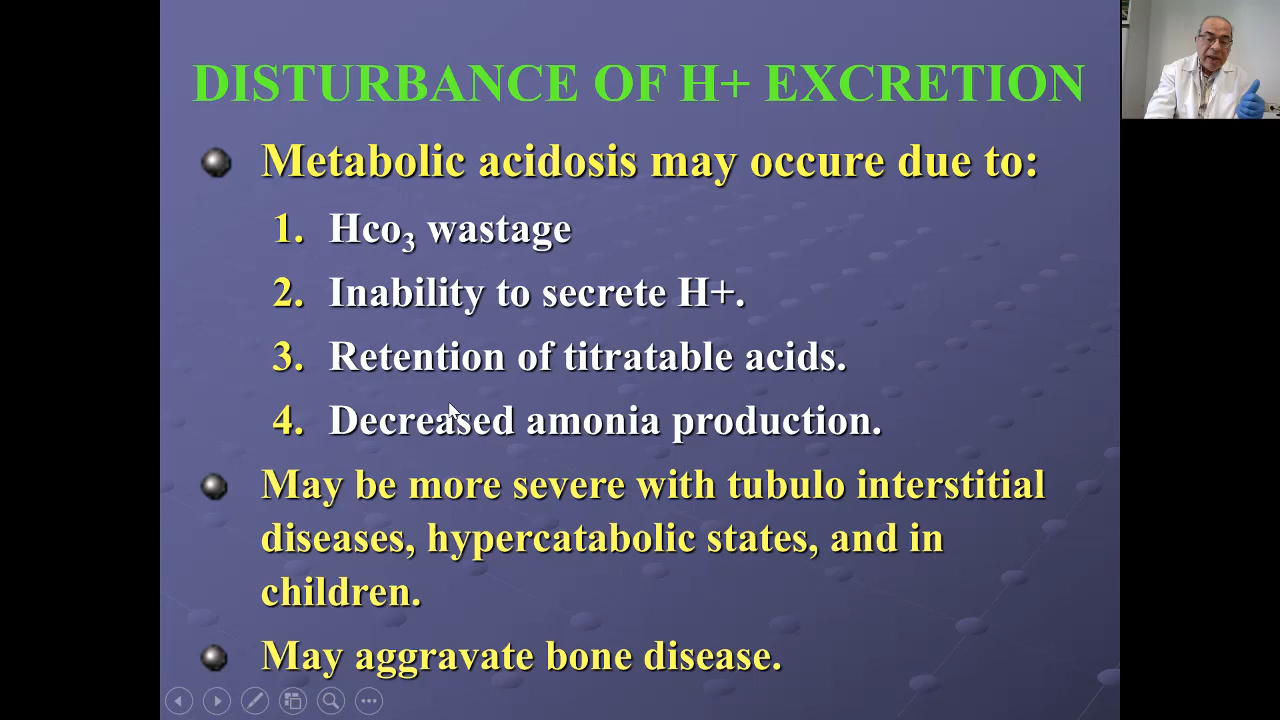 DISTURBANCE OF H+ EXCRETION
Metabolic acidosis may occure due to:
1. Hco₃ wastage
2. Inability to secrete H+.
3. Retention of titratable acids.
4. Decreased amonia production.
May be more severe with tubulo interstitial
diseases, hypercatabolic states, and in
children.
May aggravate bone disease.